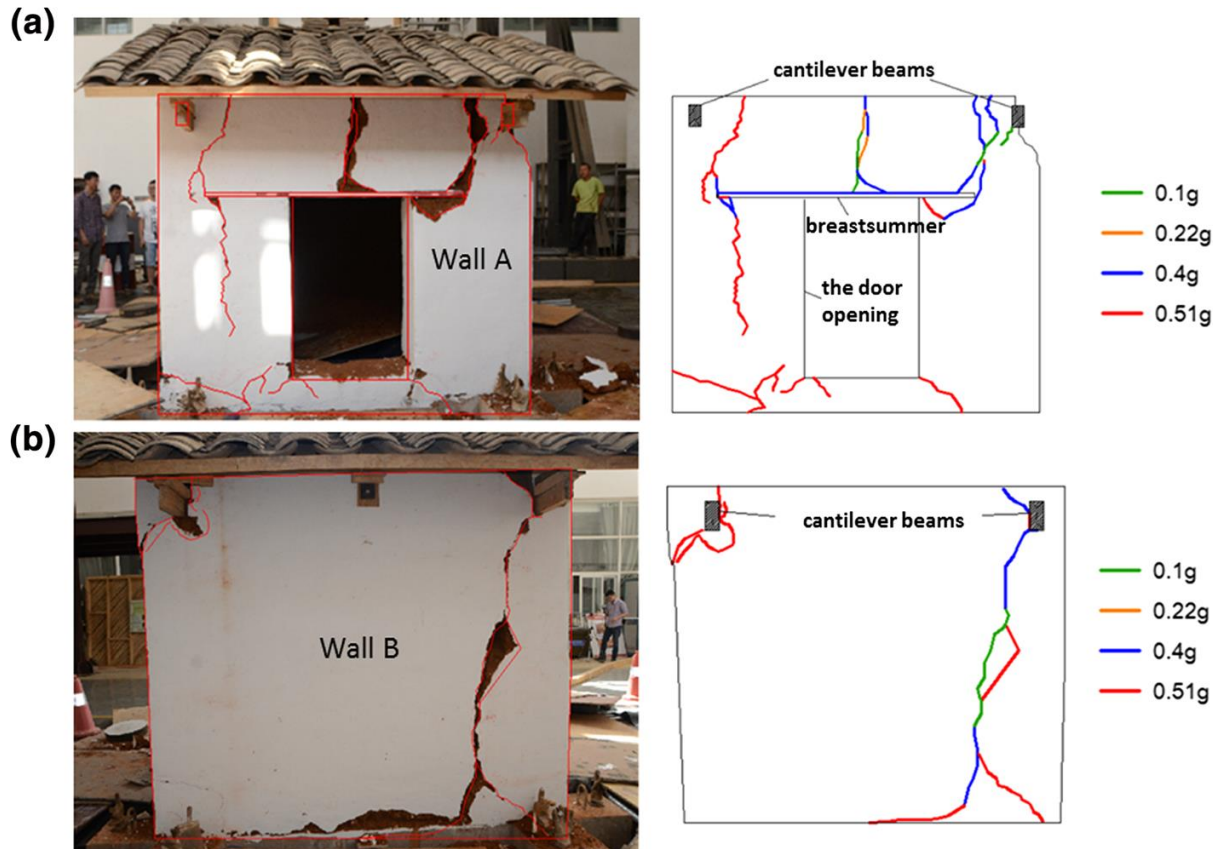 (a)
Wall A
cantilever beams
breastsummer
the door
opening
0.1g
0.22g
0.4g
0.51g
(b)
Wall B
cantilever beams
0.1g
0.22g
0.4g
0.51g